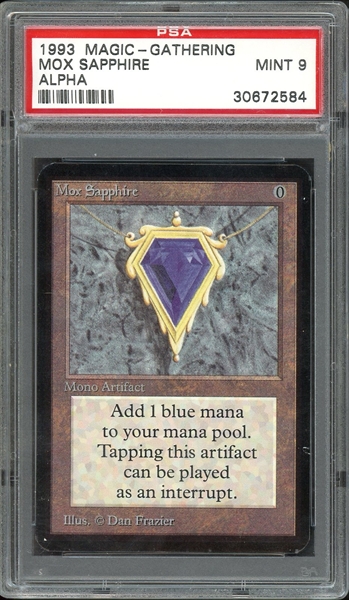 PSA
1993 MAGIC-GATHERING
MOX SAPPHIRE MINT 9
ALPHA 30672584
Mox Sapphire 0
Mono Artifact
Add 1 blue mana
to your mana pool.
Tapping this artifact
can be played
as an interrupt.
Illus. © Dan Frazier